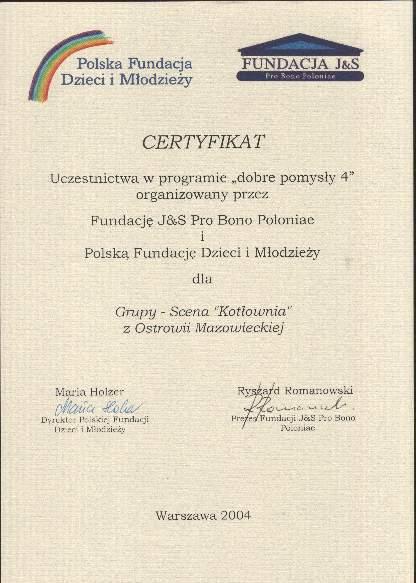 Polska Fundacja
Dzieci i Młodzieży
FUNDACJA J&S
Pro Bono Poloniae
CERTYFIKAT
Uczestnictwa w programie „dobre pomysły 4”
organizowany przez
Fundację J&S Pro Bono Poloniae
i
Polską Fundację Dzieci i Młodzieży
dla
Grupy - Scena "Kotłownia"
z Ostrowii Mazowieckiej
Maria Holzer
Maria Holzer
Dyrektor Polskiej Fundacji
Dzieci i Młodzieży
Ryszard Romanowski
Prezes Fundacji J&S Pro Bono
Poloniae
Warszawa 2004